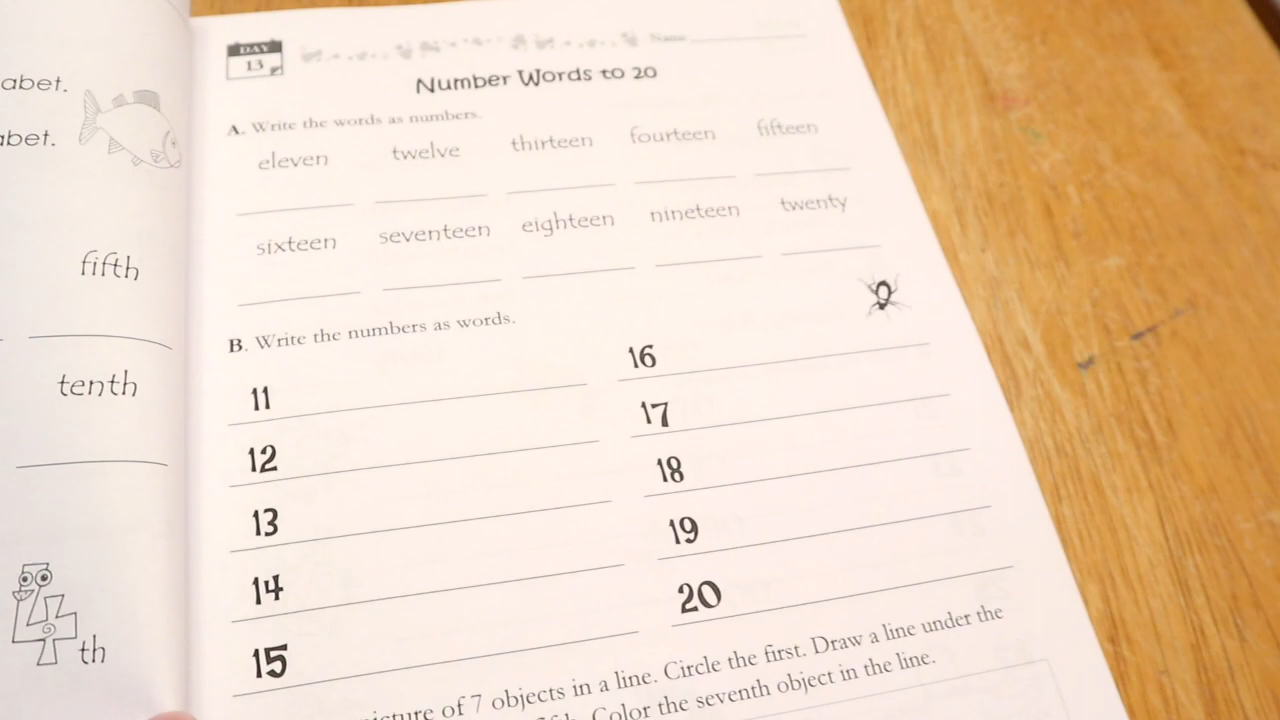 abet.
abet.
fifth
tenth
4th
DAY
13
Name
Number Words to 20
A. Write the words as numbers.
eleven twelve thirteen fourteen fifteen
sixteen seventeen eighteen nineteen twenty
B. Write the numbers as words.
11 16
12 17
13 18
14 19
15 20
picture of 7 objects in a line. Circle the first. Draw a line under the
Color the seventh object in the line.